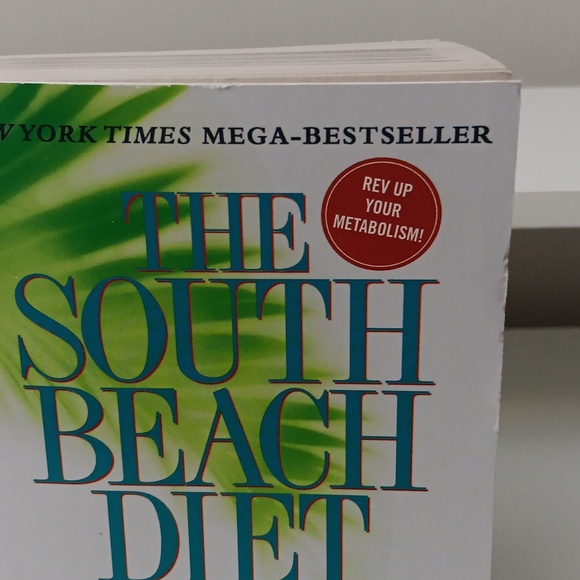 YORK TIMES MEGA-BESTSELLER
REV UP
YOUR
METABOLISM!
THE
SOUTH
BEACH
DIET